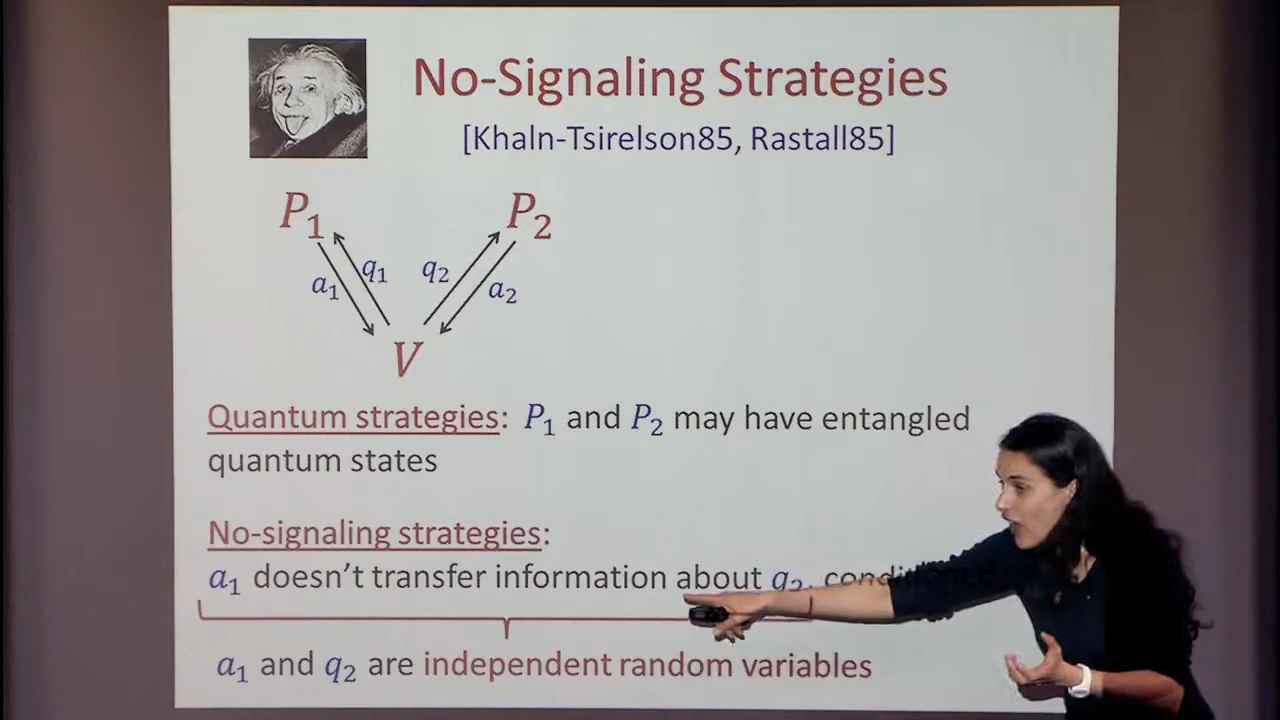 No-Signaling Strategies
[Khaln-Tsirelson85, Rastall85]
P₁ P₂
a₁ q₁ q₂ a₂
V
Quantum strategies: P₁ and P₂ may have entangled
quantum states
No-signaling strategies:
a₁ doesn't transfer information about q₂,
a₁ and q₂ are independent random variables